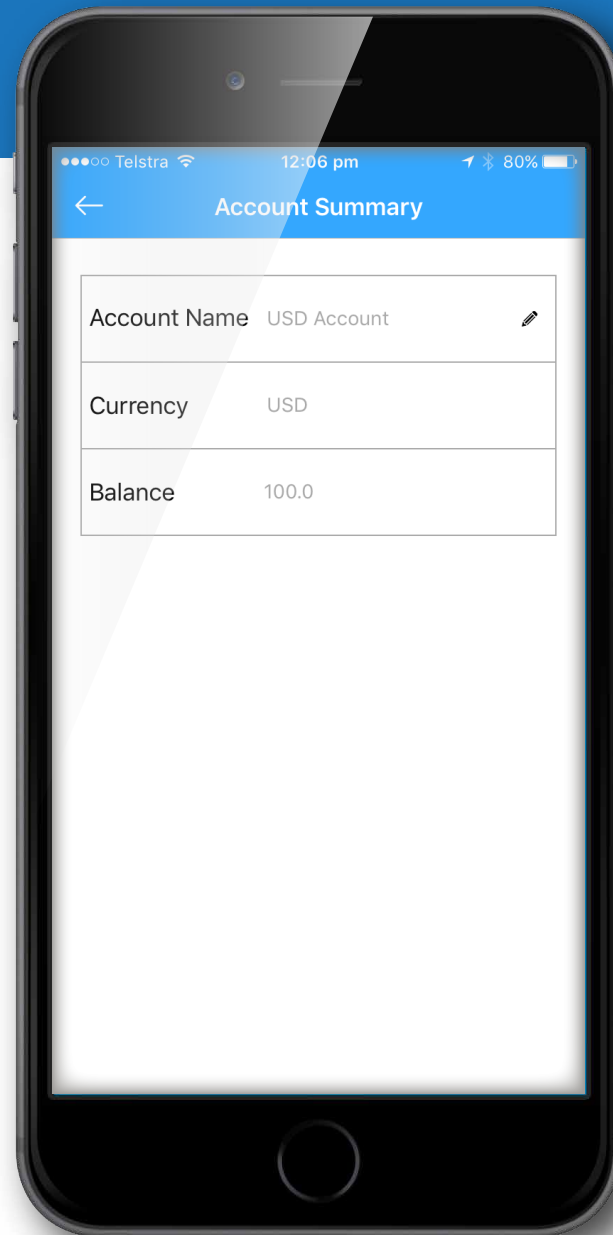 Telstra 12:06 pm 80%
Account Summary
Account Name USD Account
Currency USD
Balance 100.0